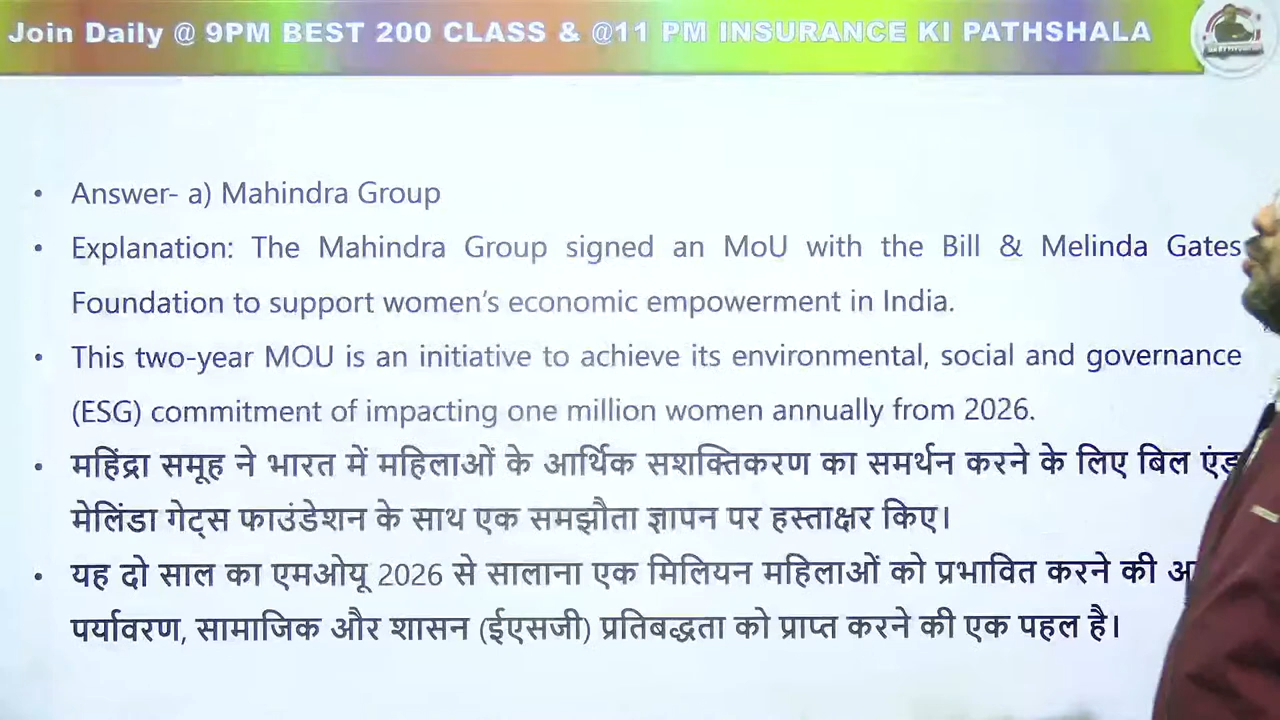 Join Daily @ 9PM BEST 200 CLASS & @11 PM INSURANCE KI PATHSHALA
• Answer- a) Mahindra Group
• Explanation: The Mahindra Group signed an MoU with the Bill & Melinda Gates
Foundation to support women's economic empowerment in India.
• This two-year MOU is an initiative to achieve its environmental, social and governance
(ESG) commitment of impacting one million women annually from 2026.
• महिंद्रा समूह ने भारत में महिलाओं के आर्थिक सशक्तिकरण का समर्थन करने के लिए बिल एंड
मेलिंडा गेट्स फाउंडेशन के साथ एक समझौता ज्ञापन पर हस्ताक्षर किए।
• यह दो साल का एमओयू 2026 से सालाना एक मिलियन महिलाओं को प्रभावित करने की
पर्यावरण, सामाजिक और शासन (ईएसजी) प्रतिबद्धता को प्राप्त करने की एक पहल है।